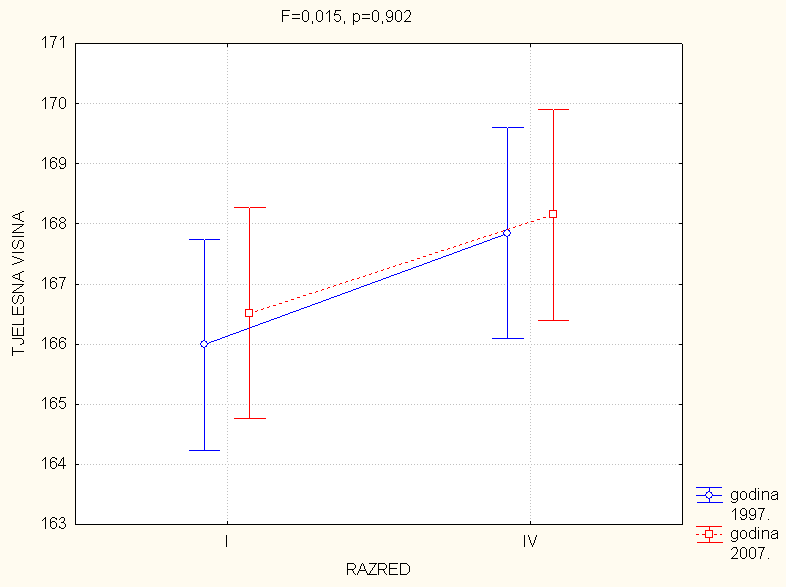 F=0,015, p=0,902
171
170
169
168
167
166
165
164
163
TJELESNA VISINA
I
IV
RAZRED
godina
1997.
godina
2007.